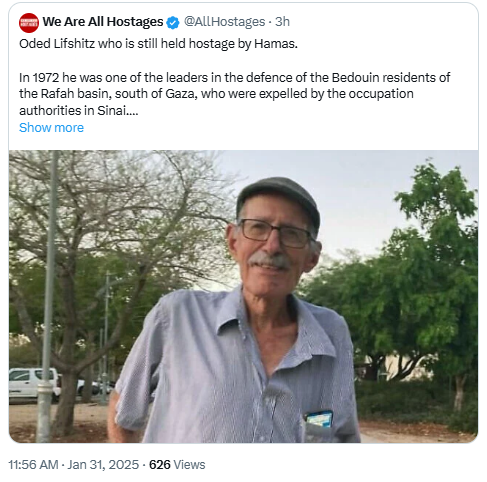 We Are All Hostages @AllHostages · 3h
Oded Lifshitz who is still held hostage by Hamas.
In 1972 he was one of the leaders in the defence of the Bedouin residents of
the Rafah basin, south of Gaza, who were expelled by the occupation
authorities in Sinai....
Show more
11:56 AM · Jan 31, 2025 · 626 Views